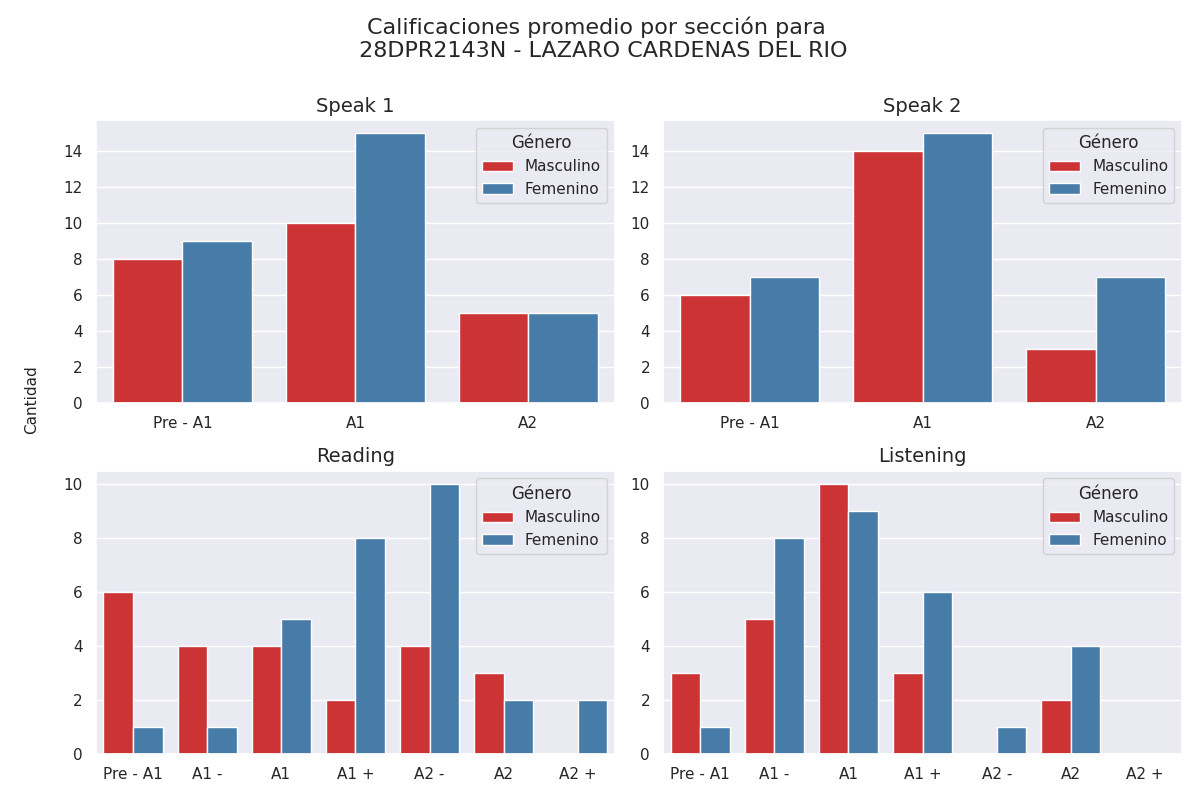 Calificaciones promedio por sección para
28DPR2143N - LAZARO CARDENAS DEL RIO
Cantidad
Speak 1
14
12
10
8
6
4
2
0
Pre - A1
A1
A2
Género
Masculino
Femenino
Speak 2
14
12
10
8
6
4
2
0
Pre - A1
A1
A2
Género
Masculino
Femenino
Reading
10
8
6
4
2
0
Pre - A1
A1 -
A1
A1 +
A2 -
A2
A2 +
Género
Masculino
Femenino
Listening
10
8
6
4
2
0
Pre - A1
A1 -
A1
A1 +
A2 -
A2
A2 +
Género
Masculino
Femenino